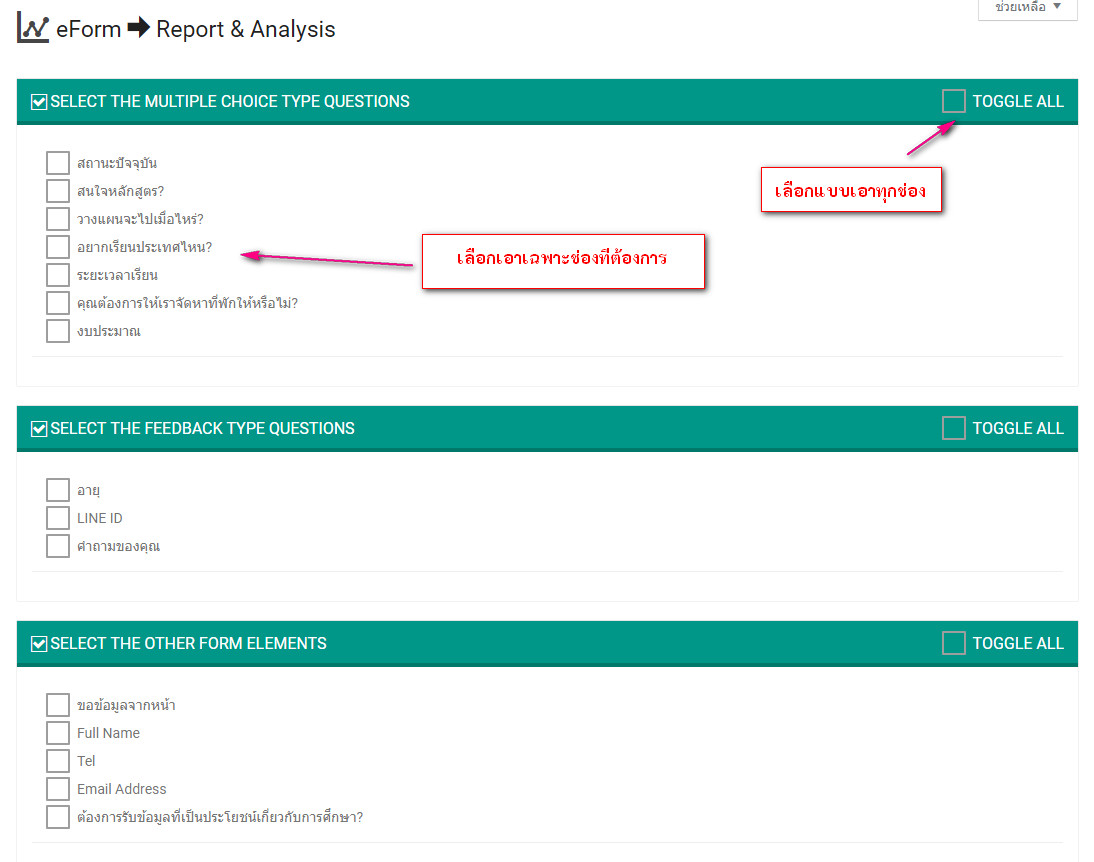 ช่วยเหลือ
eForm Report & Analysis
SELECT THE MULTIPLE CHOICE TYPE QUESTIONS
TOGGLE ALL
สถานะปัจจุบัน
เลือกแบบเอาทุกช่อง
สนใจหลักสูตร?
วางแผนจะไปเมื่อไหร่?
อยากเรียนประเทศไหน?
เลือกเอาเฉพาะช่องที่ต้องการ
ระยะเวลาเรียน
คุณต้องการให้เราจัดหาที่พักให้หรือไม่?
งบประมาณ
SELECT THE FEEDBACK TYPE QUESTIONS
TOGGLE ALL
อายุ
LINE ID
คำถามของคุณ
SELECT THE OTHER FORM ELEMENTS
TOGGLE ALL
ขอข้อมูลจากหน้า
Full Name
Tel
Email Address
ต้องการรับข้อมูลที่เป็นประโยชน์เกี่ยวกับการศึกษา?